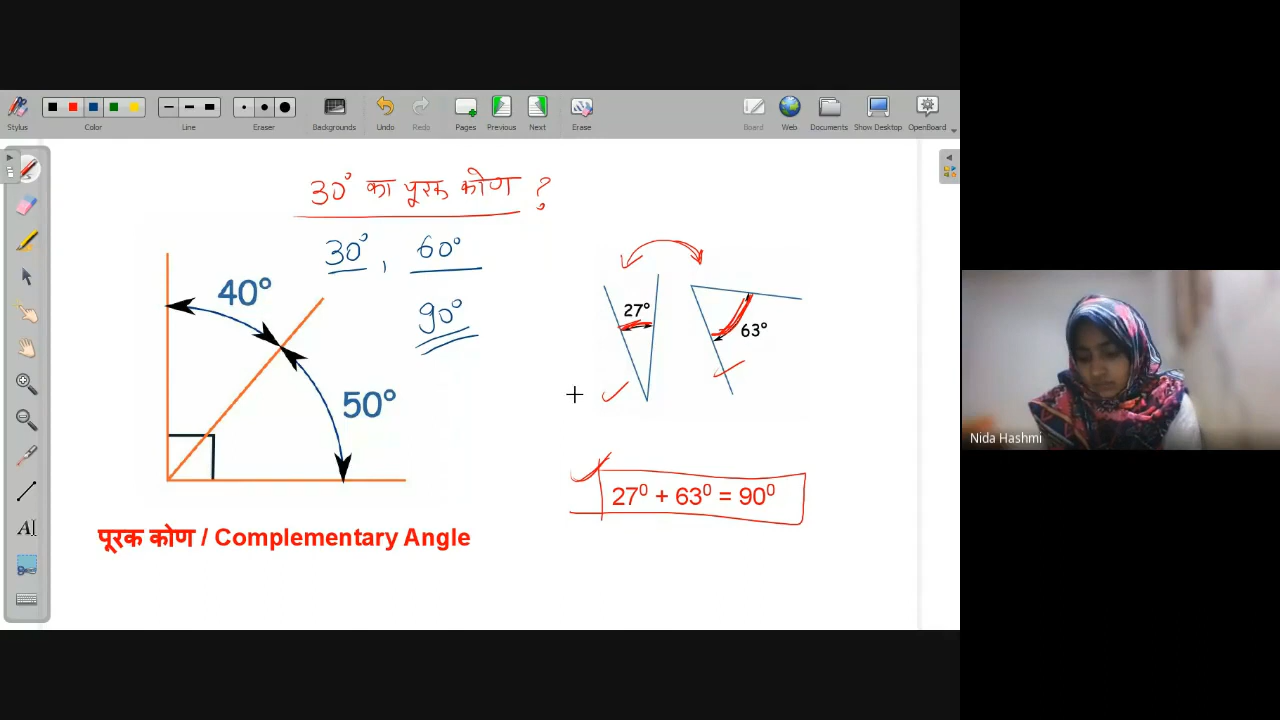 Stylus
Color
Line
Eraser
Backgrounds
Undo
Redo
Pages
Previous
Next
Erase
Board
Web
Documents
Show Desktop
OpenBoard
30° का पूरक कोण ?
30°, 60°
90°
40°
50°
27°
63°
27⁰ + 63⁰ = 90⁰
पूरक कोण / Complementary Angle
Nida Hashmi